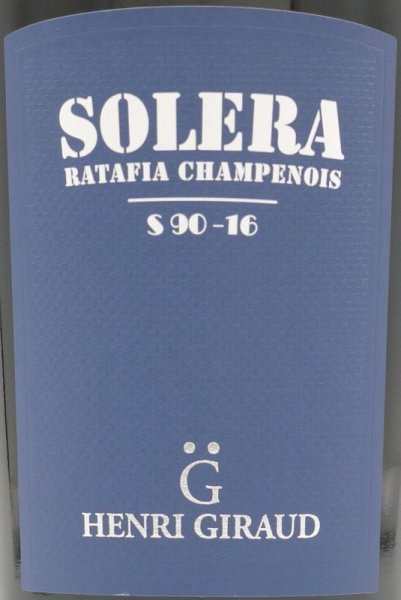 SOLERA
RATAFIA CHAMPENOIS
S 90-16
G̈
HENRI GIRAUD